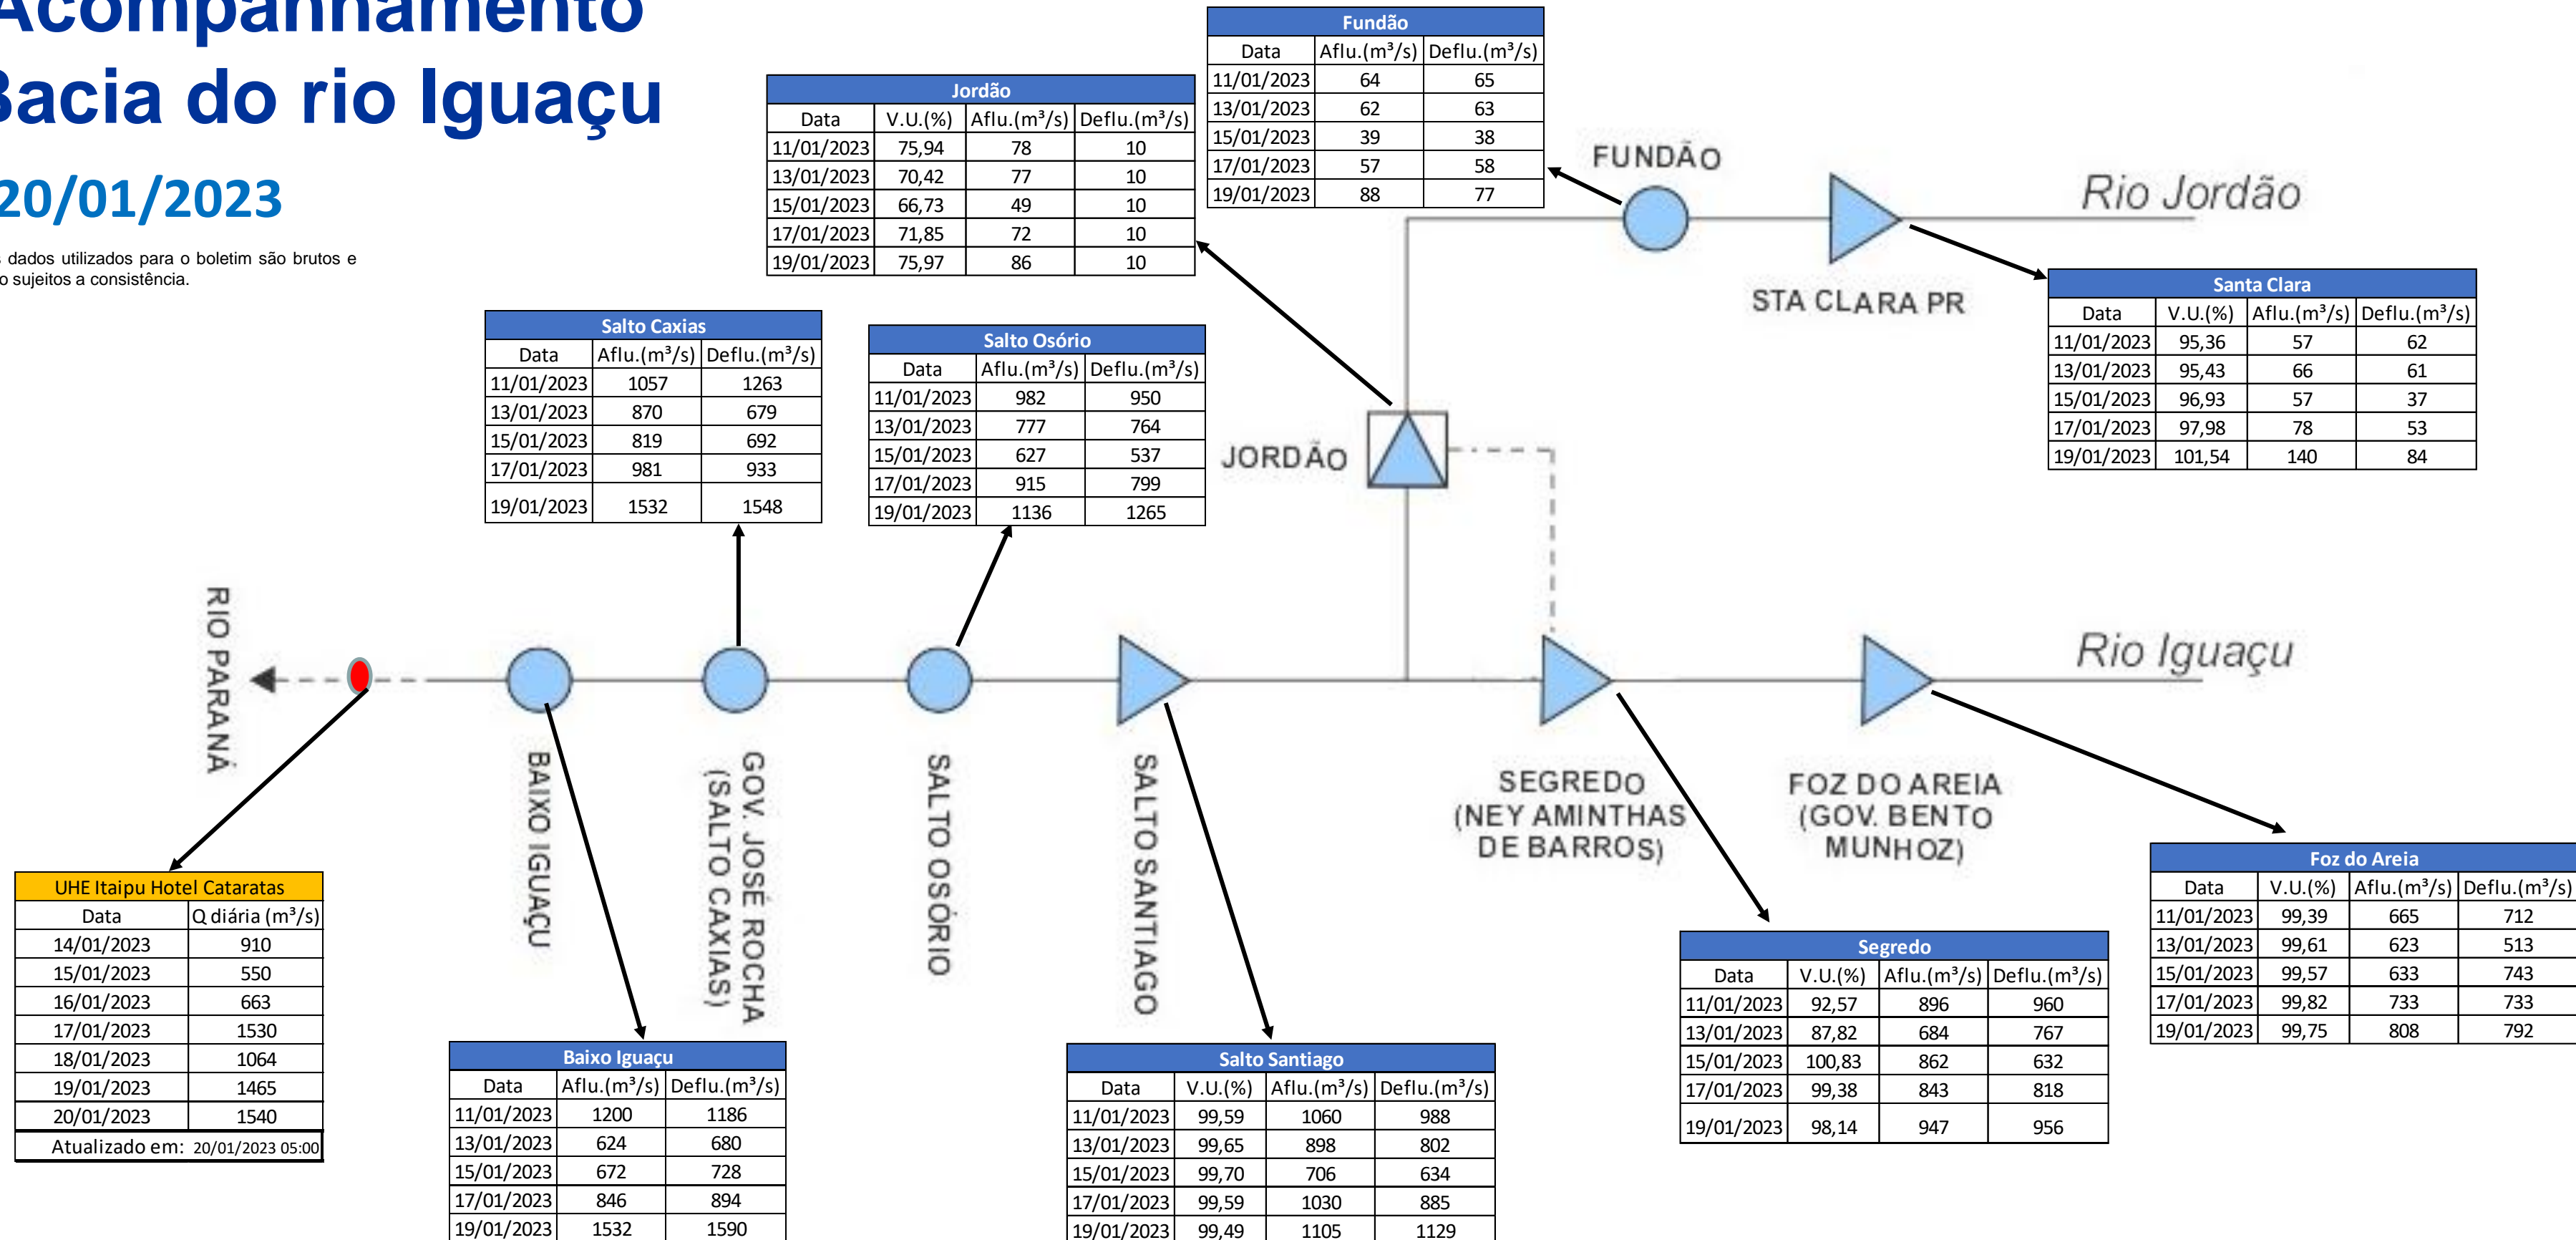 Acompanhamento
Bacia do rio Iguaçu
20/01/2023
dados utilizados para o boletim são brutos e
sujeitos a consistência.
Fundão
Data Aflu.(m³/s) Deflu.(m³/s)
11/01/2023 64 65
13/01/2023 62 63
15/01/2023 39 38
17/01/2023 57 58
19/01/2023 88 77
Jordão
Data V.U.(%) Aflu.(m³/s) Deflu.(m³/s)
11/01/2023 75,94 78 10
13/01/2023 70,42 77 10
15/01/2023 66,73 49 10
17/01/2023 71,85 72 10
19/01/2023 75,97 86 10
FUNDÃO
Rio Jordão
STA CLARA PR
Santa Clara
Data V.U.(%) Aflu.(m³/s) Deflu.(m³/s)
11/01/2023 95,36 57 62
13/01/2023 95,43 66 61
15/01/2023 96,93 57 37
17/01/2023 97,98 78 53
19/01/2023 101,54 140 84
Salto Caxias
Data Aflu.(m³/s) Deflu.(m³/s)
11/01/2023 1057 1263
13/01/2023 870 679
15/01/2023 819 692
17/01/2023 981 933
19/01/2023 1532 1548
Salto Osório
Data Aflu.(m³/s) Deflu.(m³/s)
11/01/2023 982 950
13/01/2023 777 764
15/01/2023 627 537
17/01/2023 915 799
19/01/2023 1136 1265
JORDÃO
RIO PARANÁ
Rio Iguaçu
BAIXO IGUAÇU
GOV. JOSÉ ROCHA
(SALTO CAXIAS)
SALTO OSÓRIO
SALTO SANTIAGO
SEGREDO
(NEY AMINTHAS
DE BARROS)
FOZ DO AREIA
(GOV. BENTO
MUNHOZ)
UHE Itaipu Hotel Cataratas
Data Q diária (m³/s)
14/01/2023 910
15/01/2023 550
16/01/2023 663
17/01/2023 1530
18/01/2023 1064
19/01/2023 1465
20/01/2023 1540
Atualizado em: 20/01/2023 05:00
Baixo Iguaçu
Data Aflu.(m³/s) Deflu.(m³/s)
11/01/2023 1200 1186
13/01/2023 624 680
15/01/2023 672 728
17/01/2023 846 894
19/01/2023 1532 1590
Salto Santiago
Data V.U.(%) Aflu.(m³/s) Deflu.(m³/s)
11/01/2023 99,59 1060 988
13/01/2023 99,65 898 802
15/01/2023 99,70 706 634
17/01/2023 99,59 1030 885
19/01/2023 99,49 1105 1129
Segredo
Data V.U.(%) Aflu.(m³/s) Deflu.(m³/s)
11/01/2023 92,57 896 960
13/01/2023 87,82 684 767
15/01/2023 100,83 862 632
17/01/2023 99,38 843 818
19/01/2023 98,14 947 956
Foz do Areia
Data V.U.(%) Aflu.(m³/s) Deflu.(m³/s)
11/01/2023 99,39 665 712
13/01/2023 99,61 623 513
15/01/2023 99,57 633 743
17/01/2023 99,82 733 733
19/01/2023 99,75 808 792